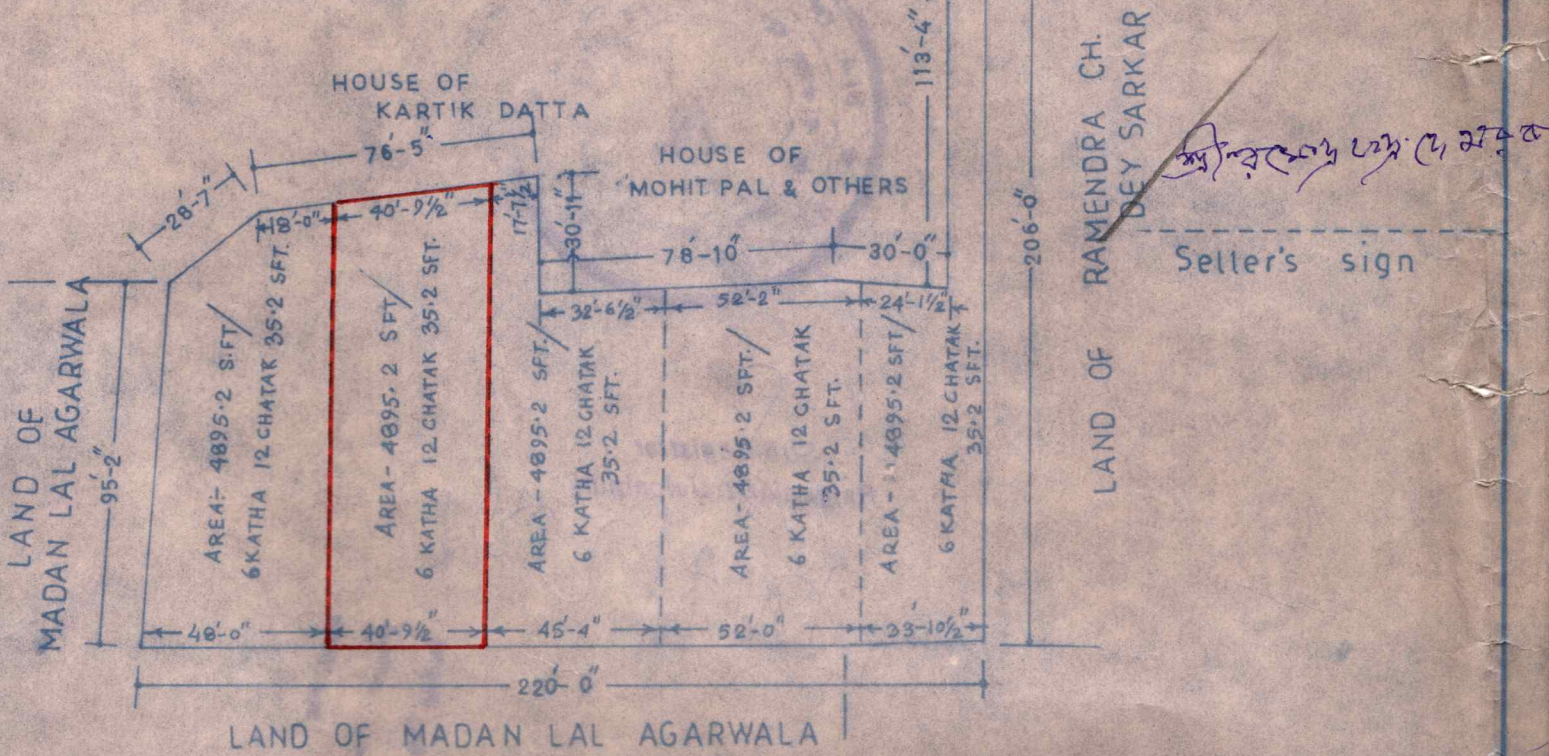 HOUSE OF
KARTIK DATTA
76'-5"
28'-7"
18'-0"
40'-9½"
17'-7½"
30'-11"
HOUSE OF
MOHIT PAL & OTHERS
78'-10"
30'-0"
113'-4"
32'-6½"
52'-2"
24'-1½"
206'-0"
LAND OF RAMENDRA CH.
DEY SARKAR
Seller's sign
LAND OF
MADAN LAL AGARWALA
95'-2"
AREA:- 4895.2 S.FT/
6 KATHA 12 CHATAK 35.2 SFT.
AREA- 4895.2 SFT/
6 KATHA 12 CHATAK 35.2 SFT.
AREA- 4895.2 SFT./
6 KATHA 12 CHATAK
35.2 SFT.
AREA- 4895.2 SFT./
6 KATHA 12 CHATAK
35.2 SFT.
AREA- 4895.2 SFT/
6 KATHA 12 CHATAK
35.2 SFT.
48'-0"
40'-9½"
45'-4"
52'-0"
33'-10½"
220'-0"
LAND OF MADAN LAL AGARWALA